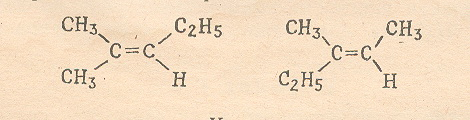 CH₃ C₂H₅ CH₃ CH₃
C=C C=C
CH₃ H C₂H₅ H